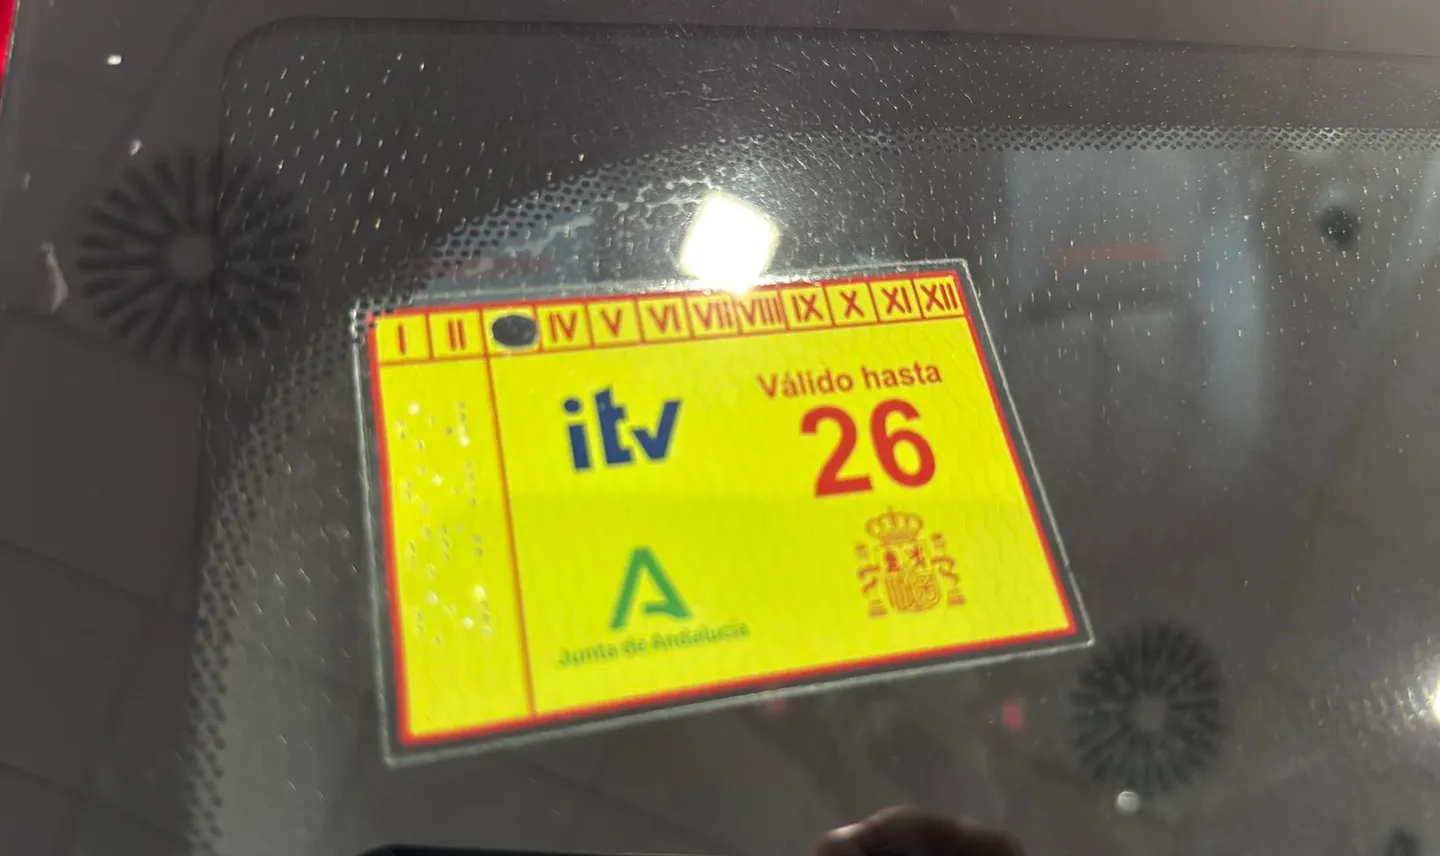 I II IV V VI VII VIII IX X XI XII
itv
Válido hasta
26
Junta de Andalucía